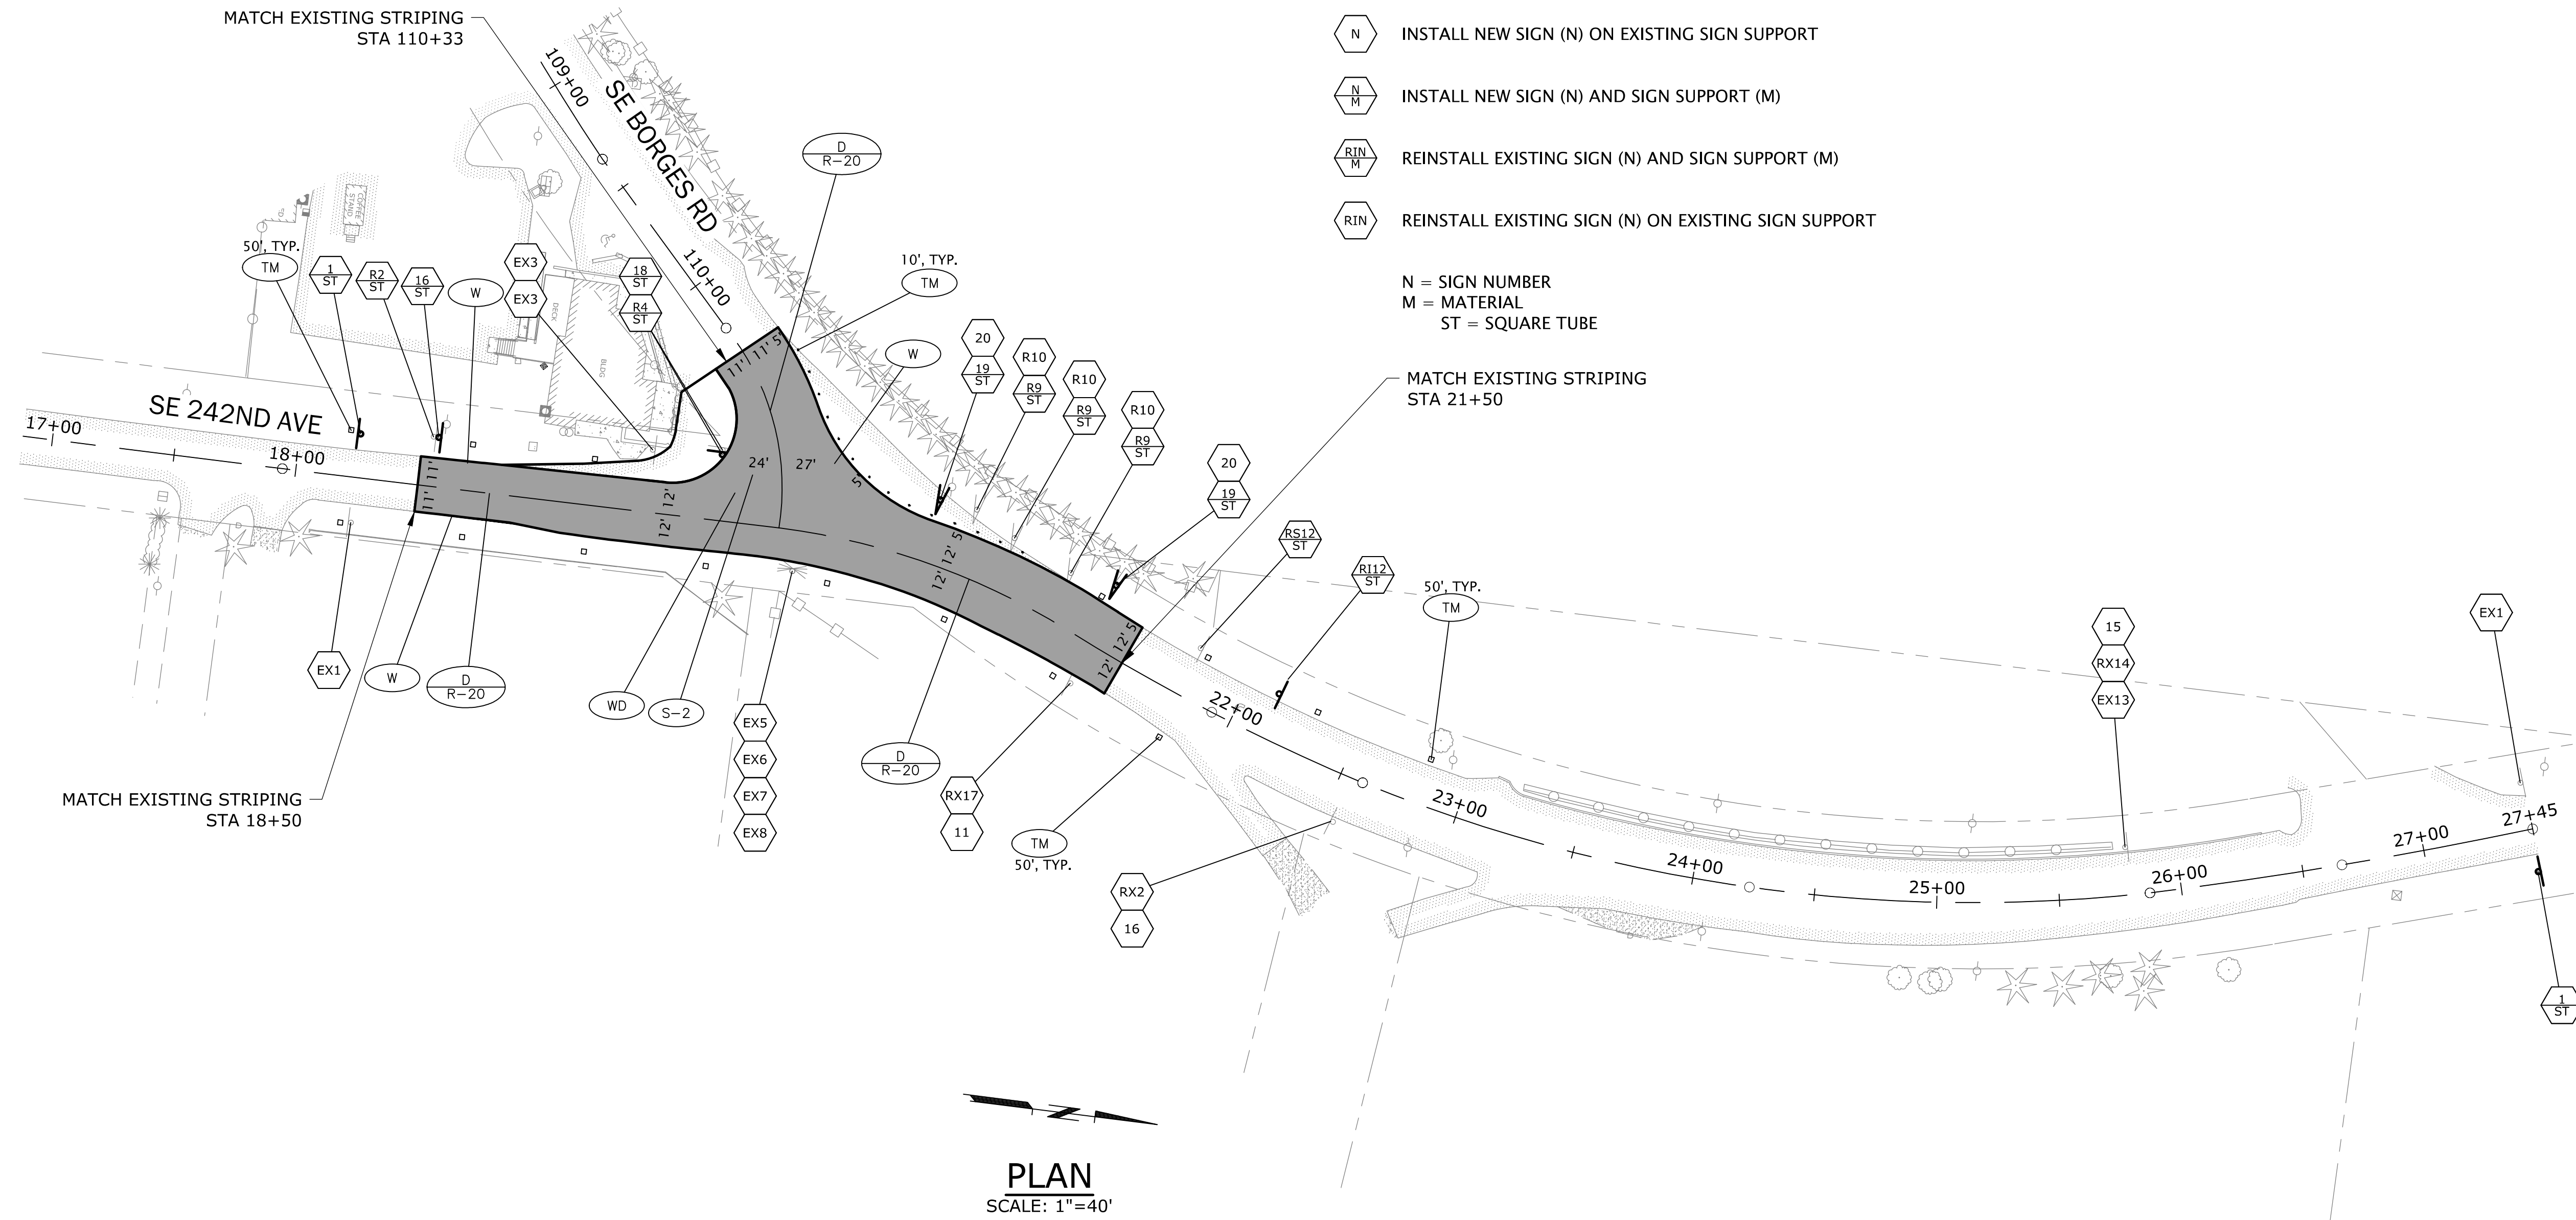 MATCH EXISTING STRIPING
STA 110+33
109+00
SE BORGES RD
110+00
D
R-20
N
INSTALL NEW SIGN (N) ON EXISTING SIGN SUPPORT
N
M
INSTALL NEW SIGN (N) AND SIGN SUPPORT (M)
RIN
M
REINSTALL EXISTING SIGN (N) AND SIGN SUPPORT (M)
RIN
REINSTALL EXISTING SIGN (N) ON EXISTING SIGN SUPPORT
N = SIGN NUMBER
M = MATERIAL
ST = SQUARE TUBE
COFFEE
STAND
50', TYP.
TM
1
ST
R2
ST
16
ST
W
EX3
EX3
18
ST
R4
ST
DECK
BLDG
10', TYP.
TM
W
20
19
ST
R10
R9
ST
R10
R9
ST
R10
R9
ST
20
19
ST
MATCH EXISTING STRIPING
STA 21+50
RS12
ST
RI12
ST
50', TYP.
TM
15
RX14
EX13
EX1
SE 242ND AVE
17+00
18+00
11'
11'
11'
11'
5
24'
27'
5
12'
12'
12'
12'
5
12'
12'
5
22+00
23+00
24+00
25+00
26+00
27+00
27+45
EX1
W
D
R-20
WD
S-2
EX5
EX6
EX7
EX8
D
R-20
RX17
11
TM
50', TYP.
RX2
16
1
ST
MATCH EXISTING STRIPING
STA 18+50
PLAN
SCALE: 1"=40'